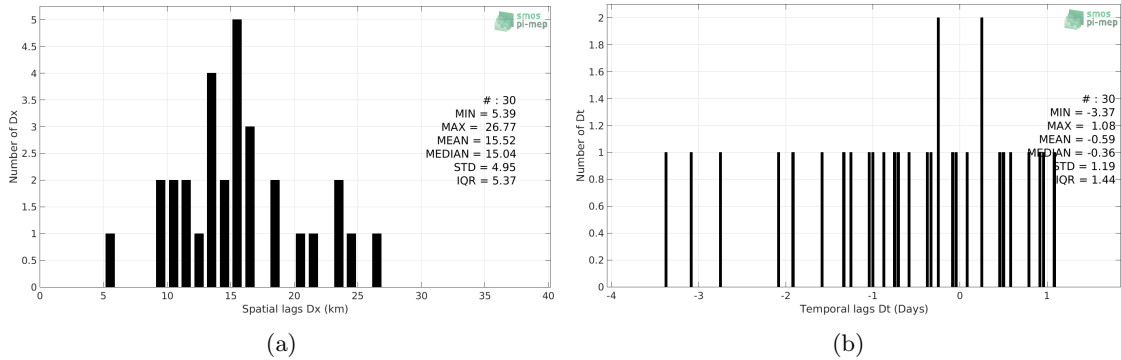 5
4.5
4
3.5
3
2.5
2
1.5
1
0.5
0
Number of Dx
0 5 10 15 20 25 30 35 40
Spatial lags Dx (km)
smos
pi-mep
# : 30
MIN = 5.39
MAX = 26.77
MEAN = 15.52
MEDIAN = 15.04
STD = 4.95
IQR = 5.37
(a)
2
1.8
1.6
1.4
1.2
1
0.8
0.6
0.4
0.2
0
Number of Dt
-4 -3 -2 -1 0 1
Temporal lags Dt (Days)
smos
pi-mep
# : 30
MIN = -3.37
MAX = 1.08
MEAN = -0.59
MEDIAN = -0.36
STD = 1.19
IQR = 1.44
(b)